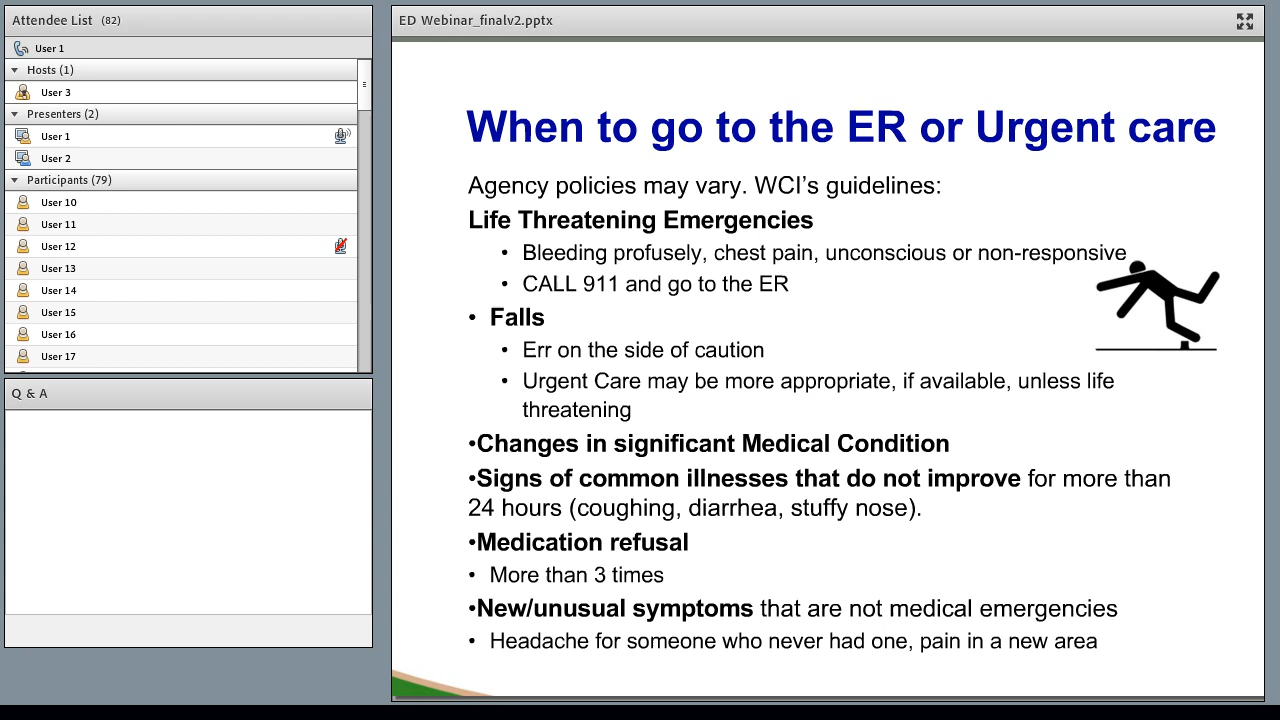 Attendee List (82)
User 1
Hosts (1)
User 3
Presenters (2)
User 1
User 2
Participants (79)
User 10
User 11
User 12
User 13
User 14
User 15
User 16
User 17
Q & A
ED Webinar_finalv2.pptx
When to go to the ER or Urgent care
Agency policies may vary. WCI’s guidelines:
Life Threatening Emergencies
• Bleeding profusely, chest pain, unconscious or non-responsive
• CALL 911 and go to the ER
• Falls
• Err on the side of caution
• Urgent Care may be more appropriate, if available, unless life
threatening
•Changes in significant Medical Condition
•Signs of common illnesses that do not improve for more than
24 hours (coughing, diarrhea, stuffy nose).
•Medication refusal
• More than 3 times
•New/unusual symptoms that are not medical emergencies
• Headache for someone who never had one, pain in a new area